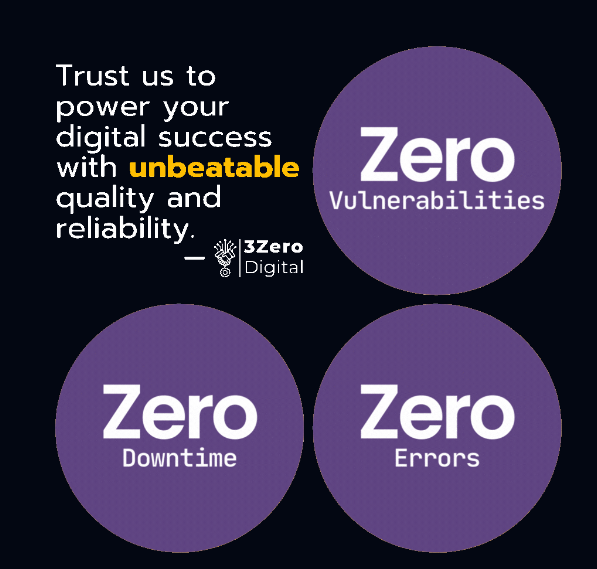 Trust us to
power your
digital success
with unbeatable
quality and
reliability.
— 3Zero
Digital
Zero
Vulnerabilities
Zero
Downtime
Zero
Errors